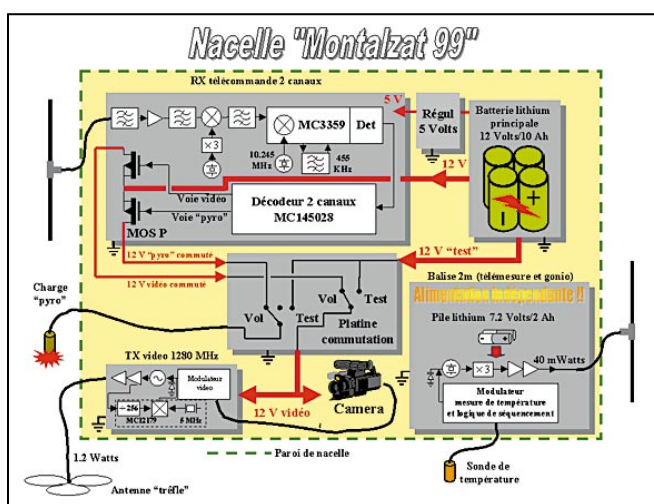 Nacelle "Montalzat 99"
RX télécommande 2 canaux
MC3359
Det
×3
10.245
MHz
455
KHz
5 V
Régul
5 Volts
Batterie lithium
principale
12 Volts/10 Ah
12 V
Voie vidéo
Voie "pyro"
Décodeur 2 canaux
MC145028
MOS P
12 V "pyro" commuté
12 V vidéo commuté
12 V "test"
Charge
"pyro"
Vol
Test
Vol
Test
Platine
commutation
Balise 2m (télémesure et gonio)
Alimentation indépendante !!
Pile lithium 7.2 Volts/2 Ah
×3
40 mWatts
Modulateur
mesure de température
et logique de séquencement
TX video 1280 MHz
Modulateur
video
÷ 256
MHz
12 V vidéo
Camera
1.2 Watts
Paroi de nacelle
Antenne "trèfle"
Sonde de
température